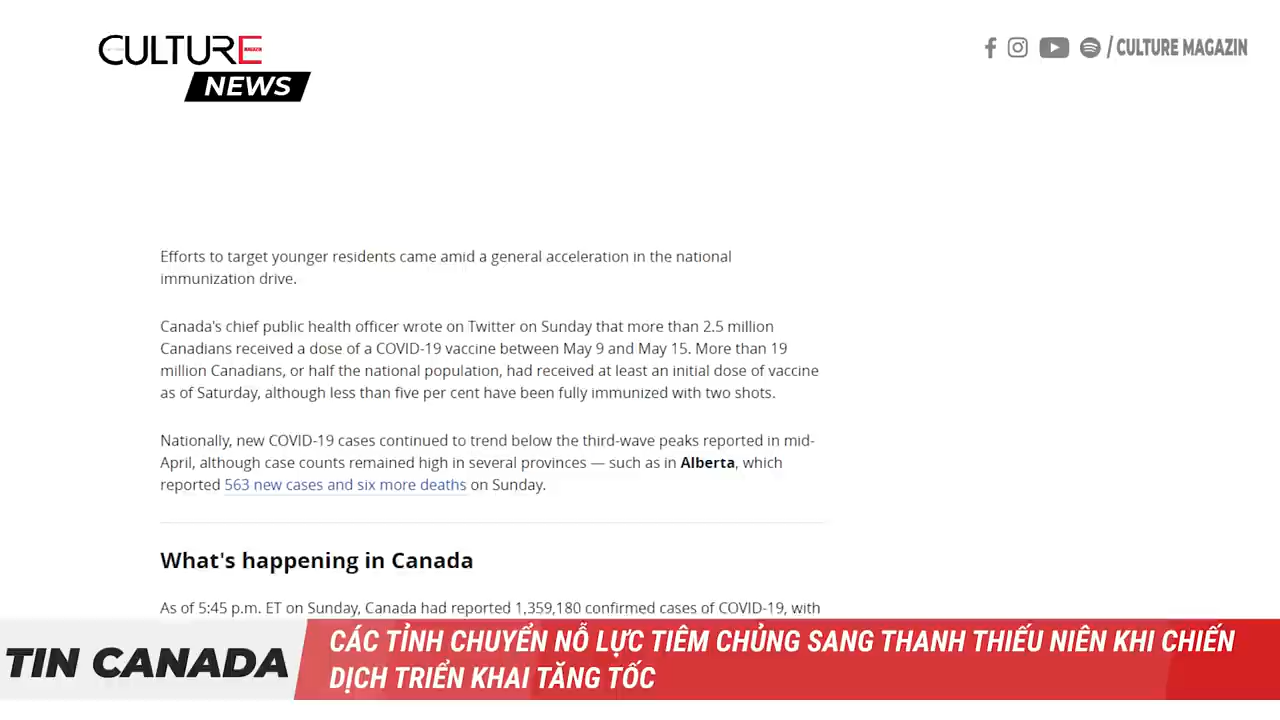 CULTURE
NEWS
/ CULTURE MAGAZIN
Efforts to target younger residents came amid a general acceleration in the national
immunization drive.
Canada's chief public health officer wrote on Twitter on Sunday that more than 2.5 million
Canadians received a dose of a COVID-19 vaccine between May 9 and May 15. More than 19
million Canadians, or half the national population, had received at least an initial dose of vaccine
as of Saturday, although less than five per cent have been fully immunized with two shots.
Nationally, new COVID-19 cases continued to trend below the third-wave peaks reported in mid-
April, although case counts remained high in several provinces — such as in Alberta, which
reported 563 new cases and six more deaths on Sunday.
What's happening in Canada
As of 5:45 p.m. ET on Sunday, Canada had reported 1,359,180 confirmed cases of COVID-19, with
TIN CANADA
CÁC TỈNH CHUYỂN NỖ LỰC TIÊM CHỦNG SANG THANH THIẾU NIÊN KHI CHIẾN
DỊCH TRIỂN KHAI TĂNG TỐC